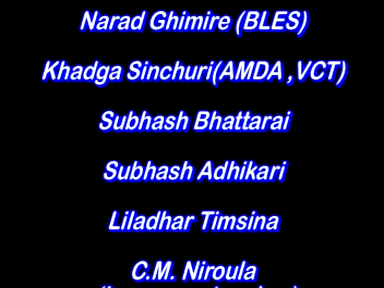 Narad Ghimire (BLES)
Khadga Sinchuri(AMDA ,VCT)
Subhash Bhattarai
Subhash Adhikari
Liladhar Timsina
C.M. Niroula